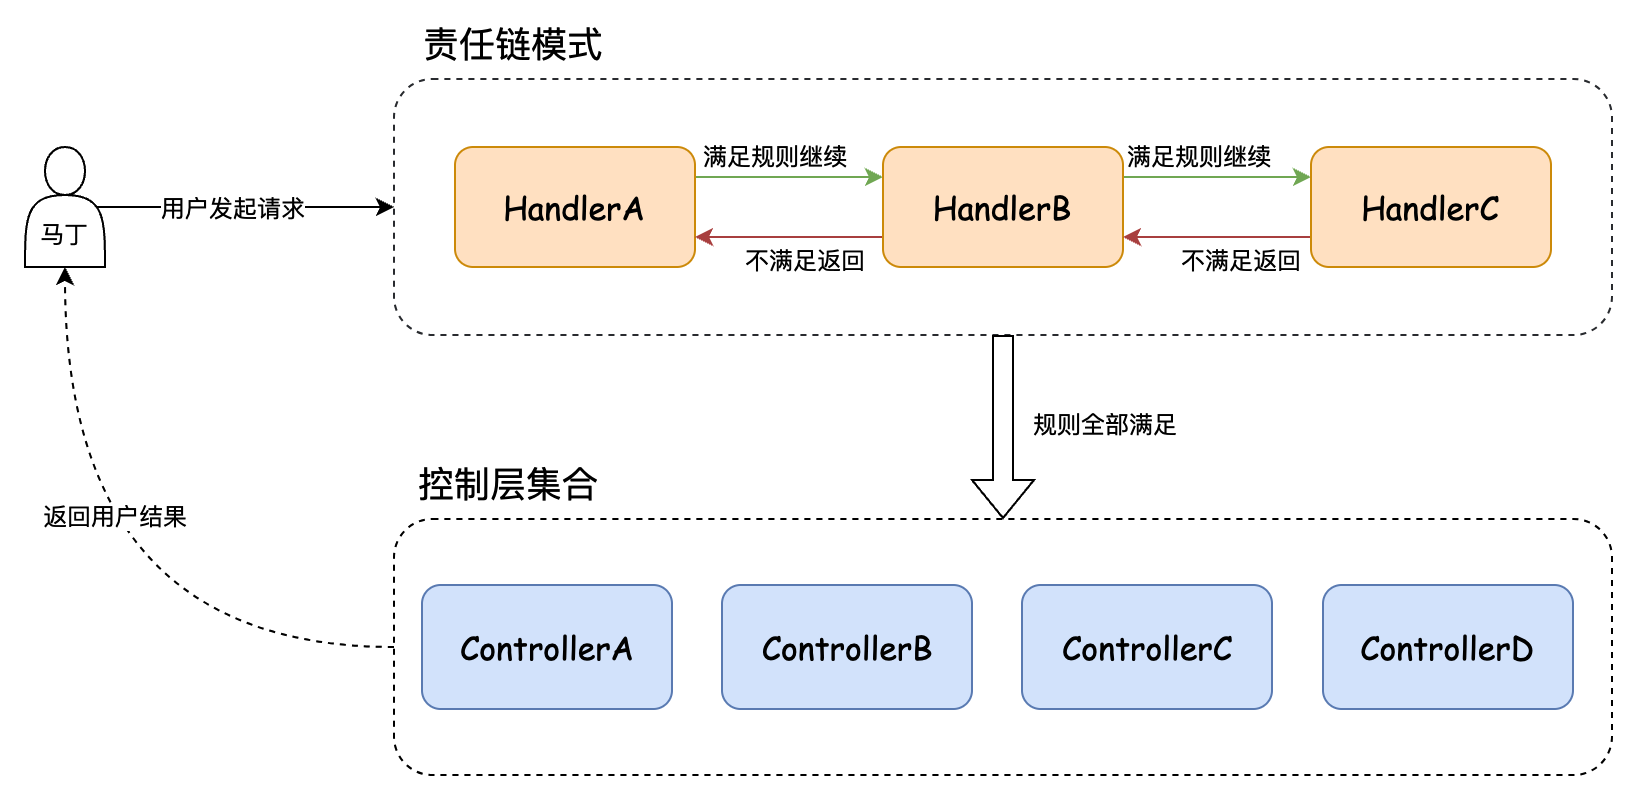 责任链模式
满足规则继续
满足规则继续
HandlerA
HandlerB
HandlerC
用户发起请求
马丁
不满足返回
不满足返回
规则全部满足
控制层集合
返回用户结果
ControllerA
ControllerB
ControllerC
ControllerD